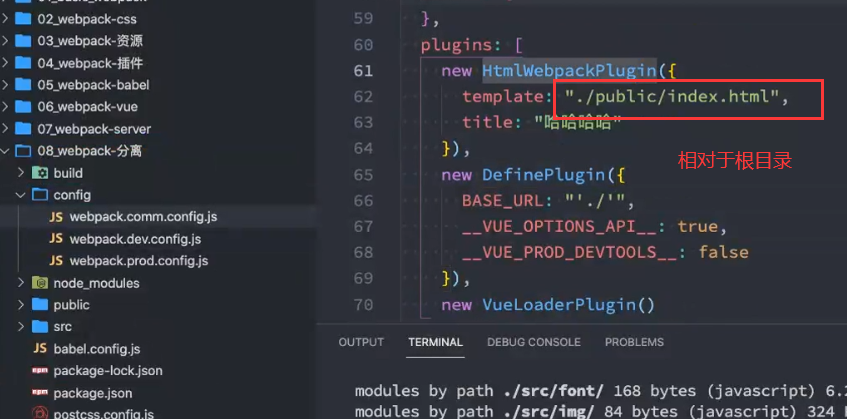 02_webpack-css
03_webpack-资源
04_webpack-插件
05_webpack-babel
06_webpack-vue
07_webpack-server
08_webpack-分离
build
config
JS webpack.comm.config.js
JS webpack.dev.config.js
JS webpack.prod.config.js
node_modules
public
src
JS babel.config.js
package-lock.json
package.json
postcss.config.js
59 },
60 plugins: [
61 new HtmlWebpackPlugin({
62 template: "./public/index.html",
63 title: "哈哈哈哈"
64 }),
65 new DefinePlugin({
66 BASE_URL: "'./'",
67 __VUE_OPTIONS_API__: true,
68 __VUE_PROD_DEVTOOLS__: false
69 }),
70 new VueLoaderPlugin()
相对于根目录
OUTPUT TERMINAL DEBUG CONSOLE PROBLEMS
modules by path ./src/font/ 168 bytes (javascript) 6.2
modules by path ./src/img/ 84 bytes (javascript) 324